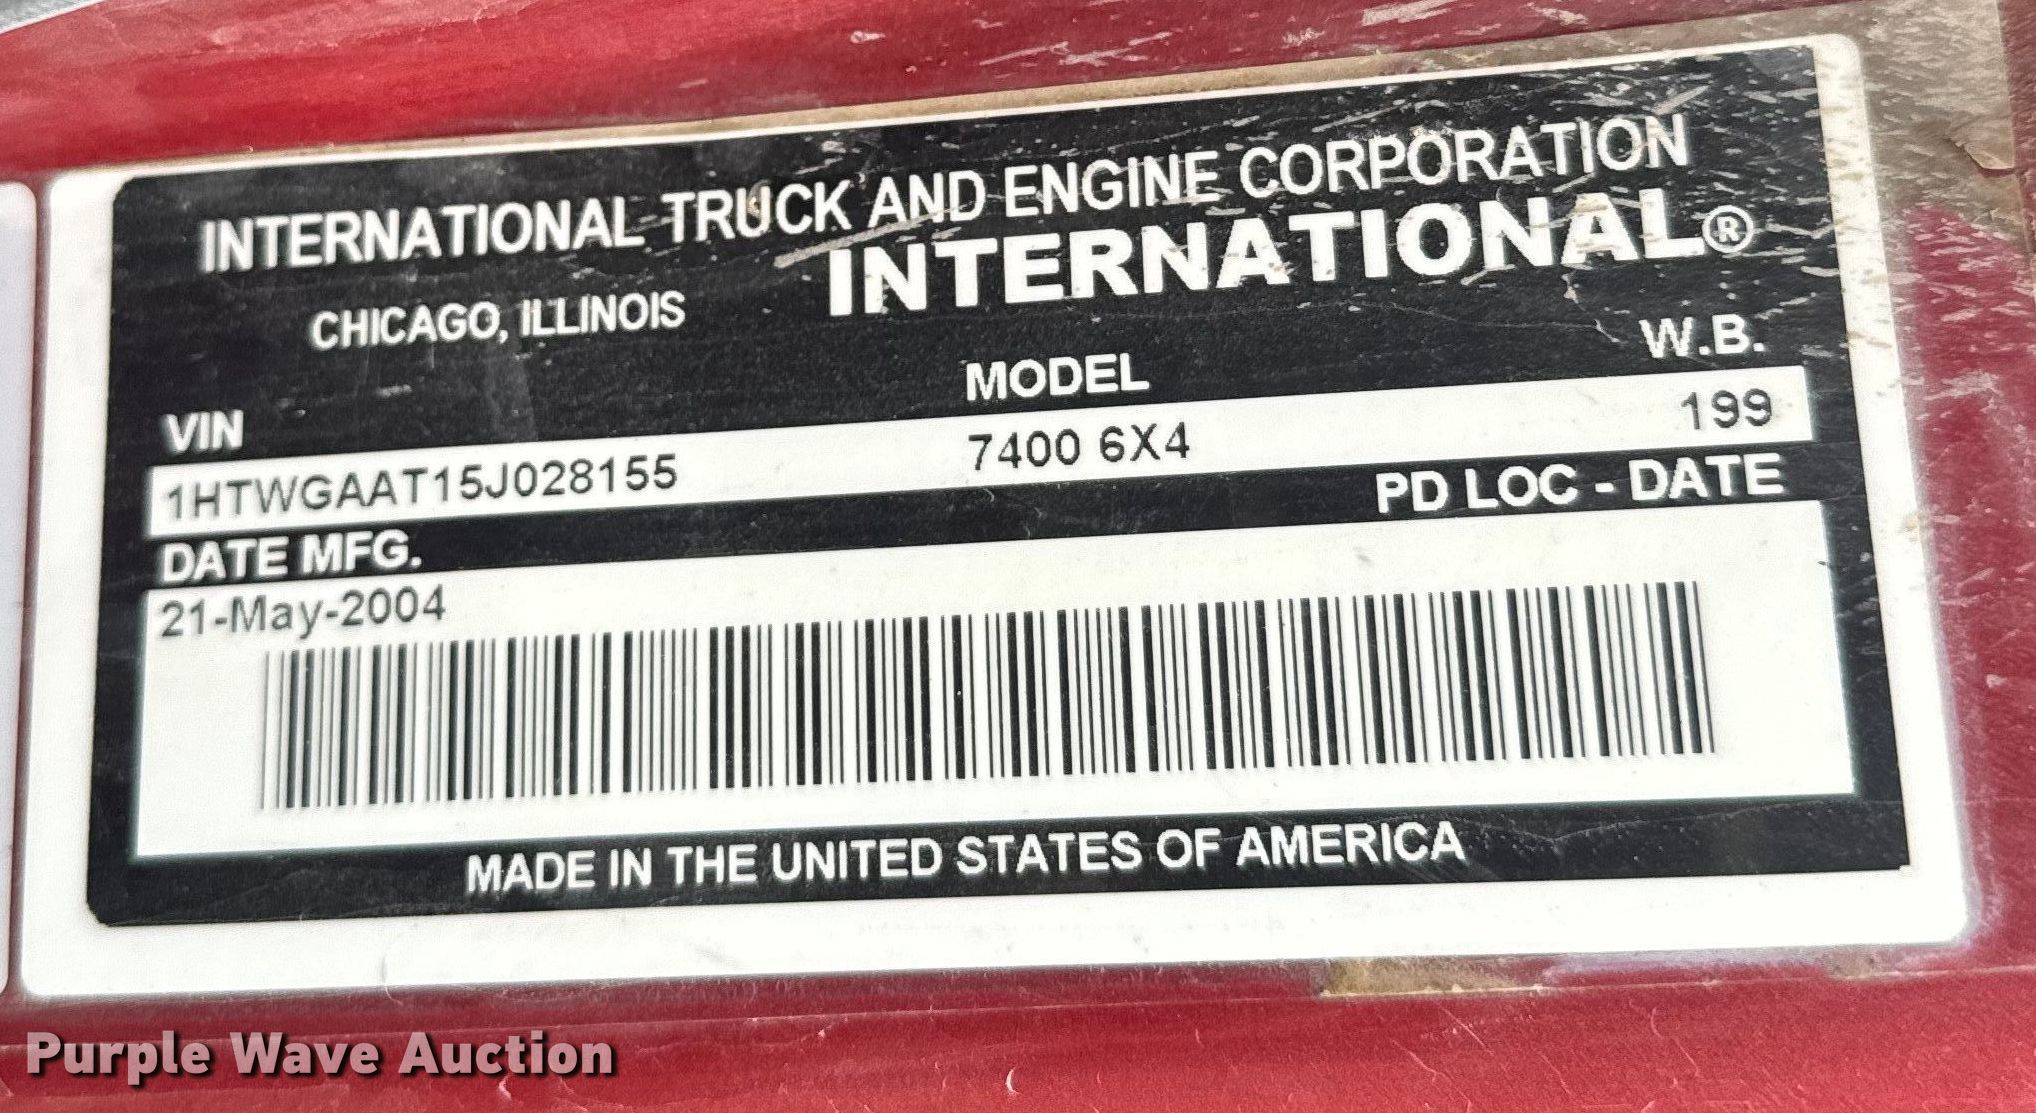 INTERNATIONAL TRUCK AND ENGINE CORPORATION
CHICAGO, ILLINOIS
INTERNATIONAL®
VIN MODEL W.B.
1HTWGAAT15J028155 7400 6X4 199
DATE MFG. PD LOC - DATE
21-May-2004
MADE IN THE UNITED STATES OF AMERICA
Purple Wave Auction